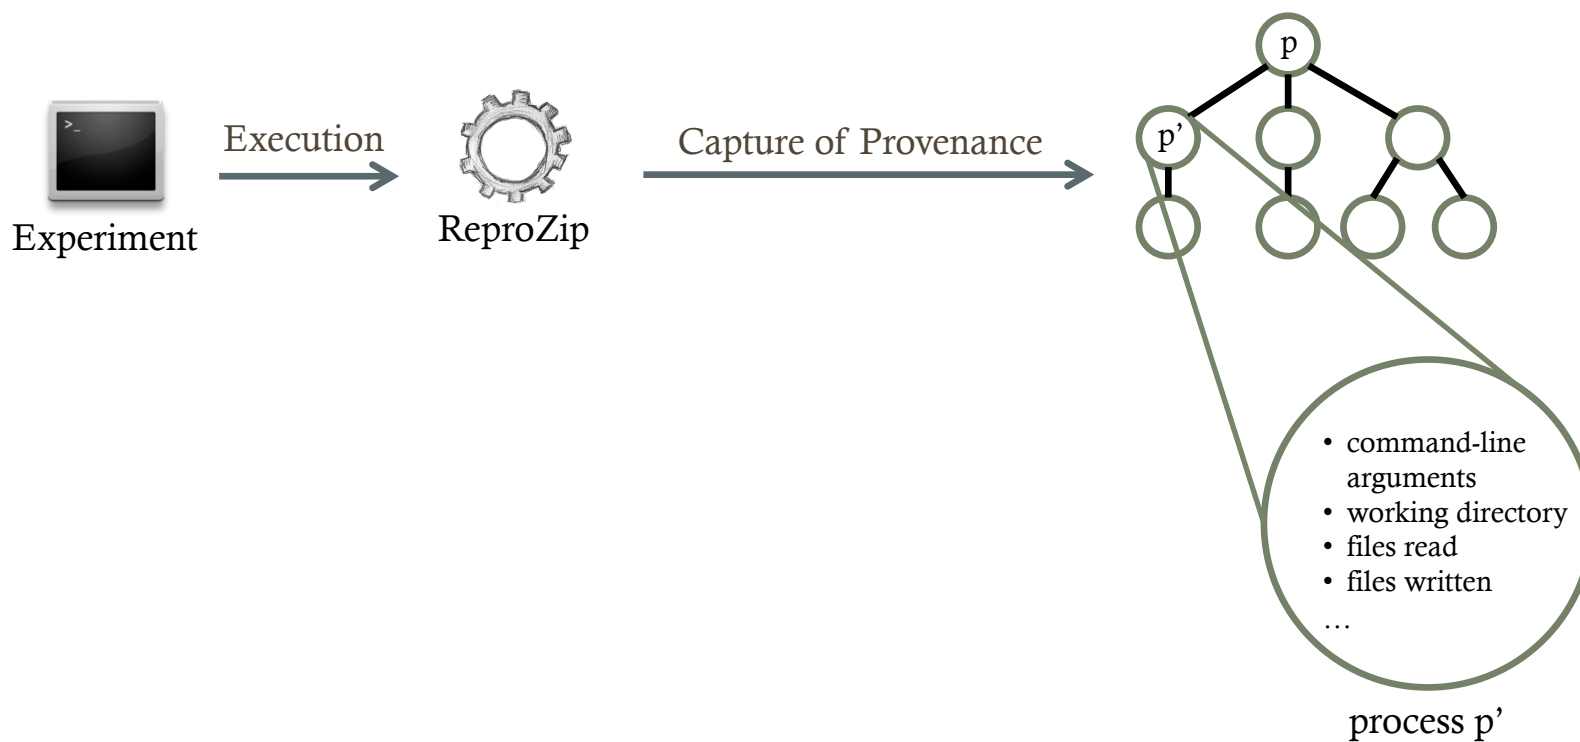 p
p’
>_
Execution
Capture of Provenance
Experiment
ReproZip
• command-line
arguments
• working directory
• files read
• files written
…
process p’